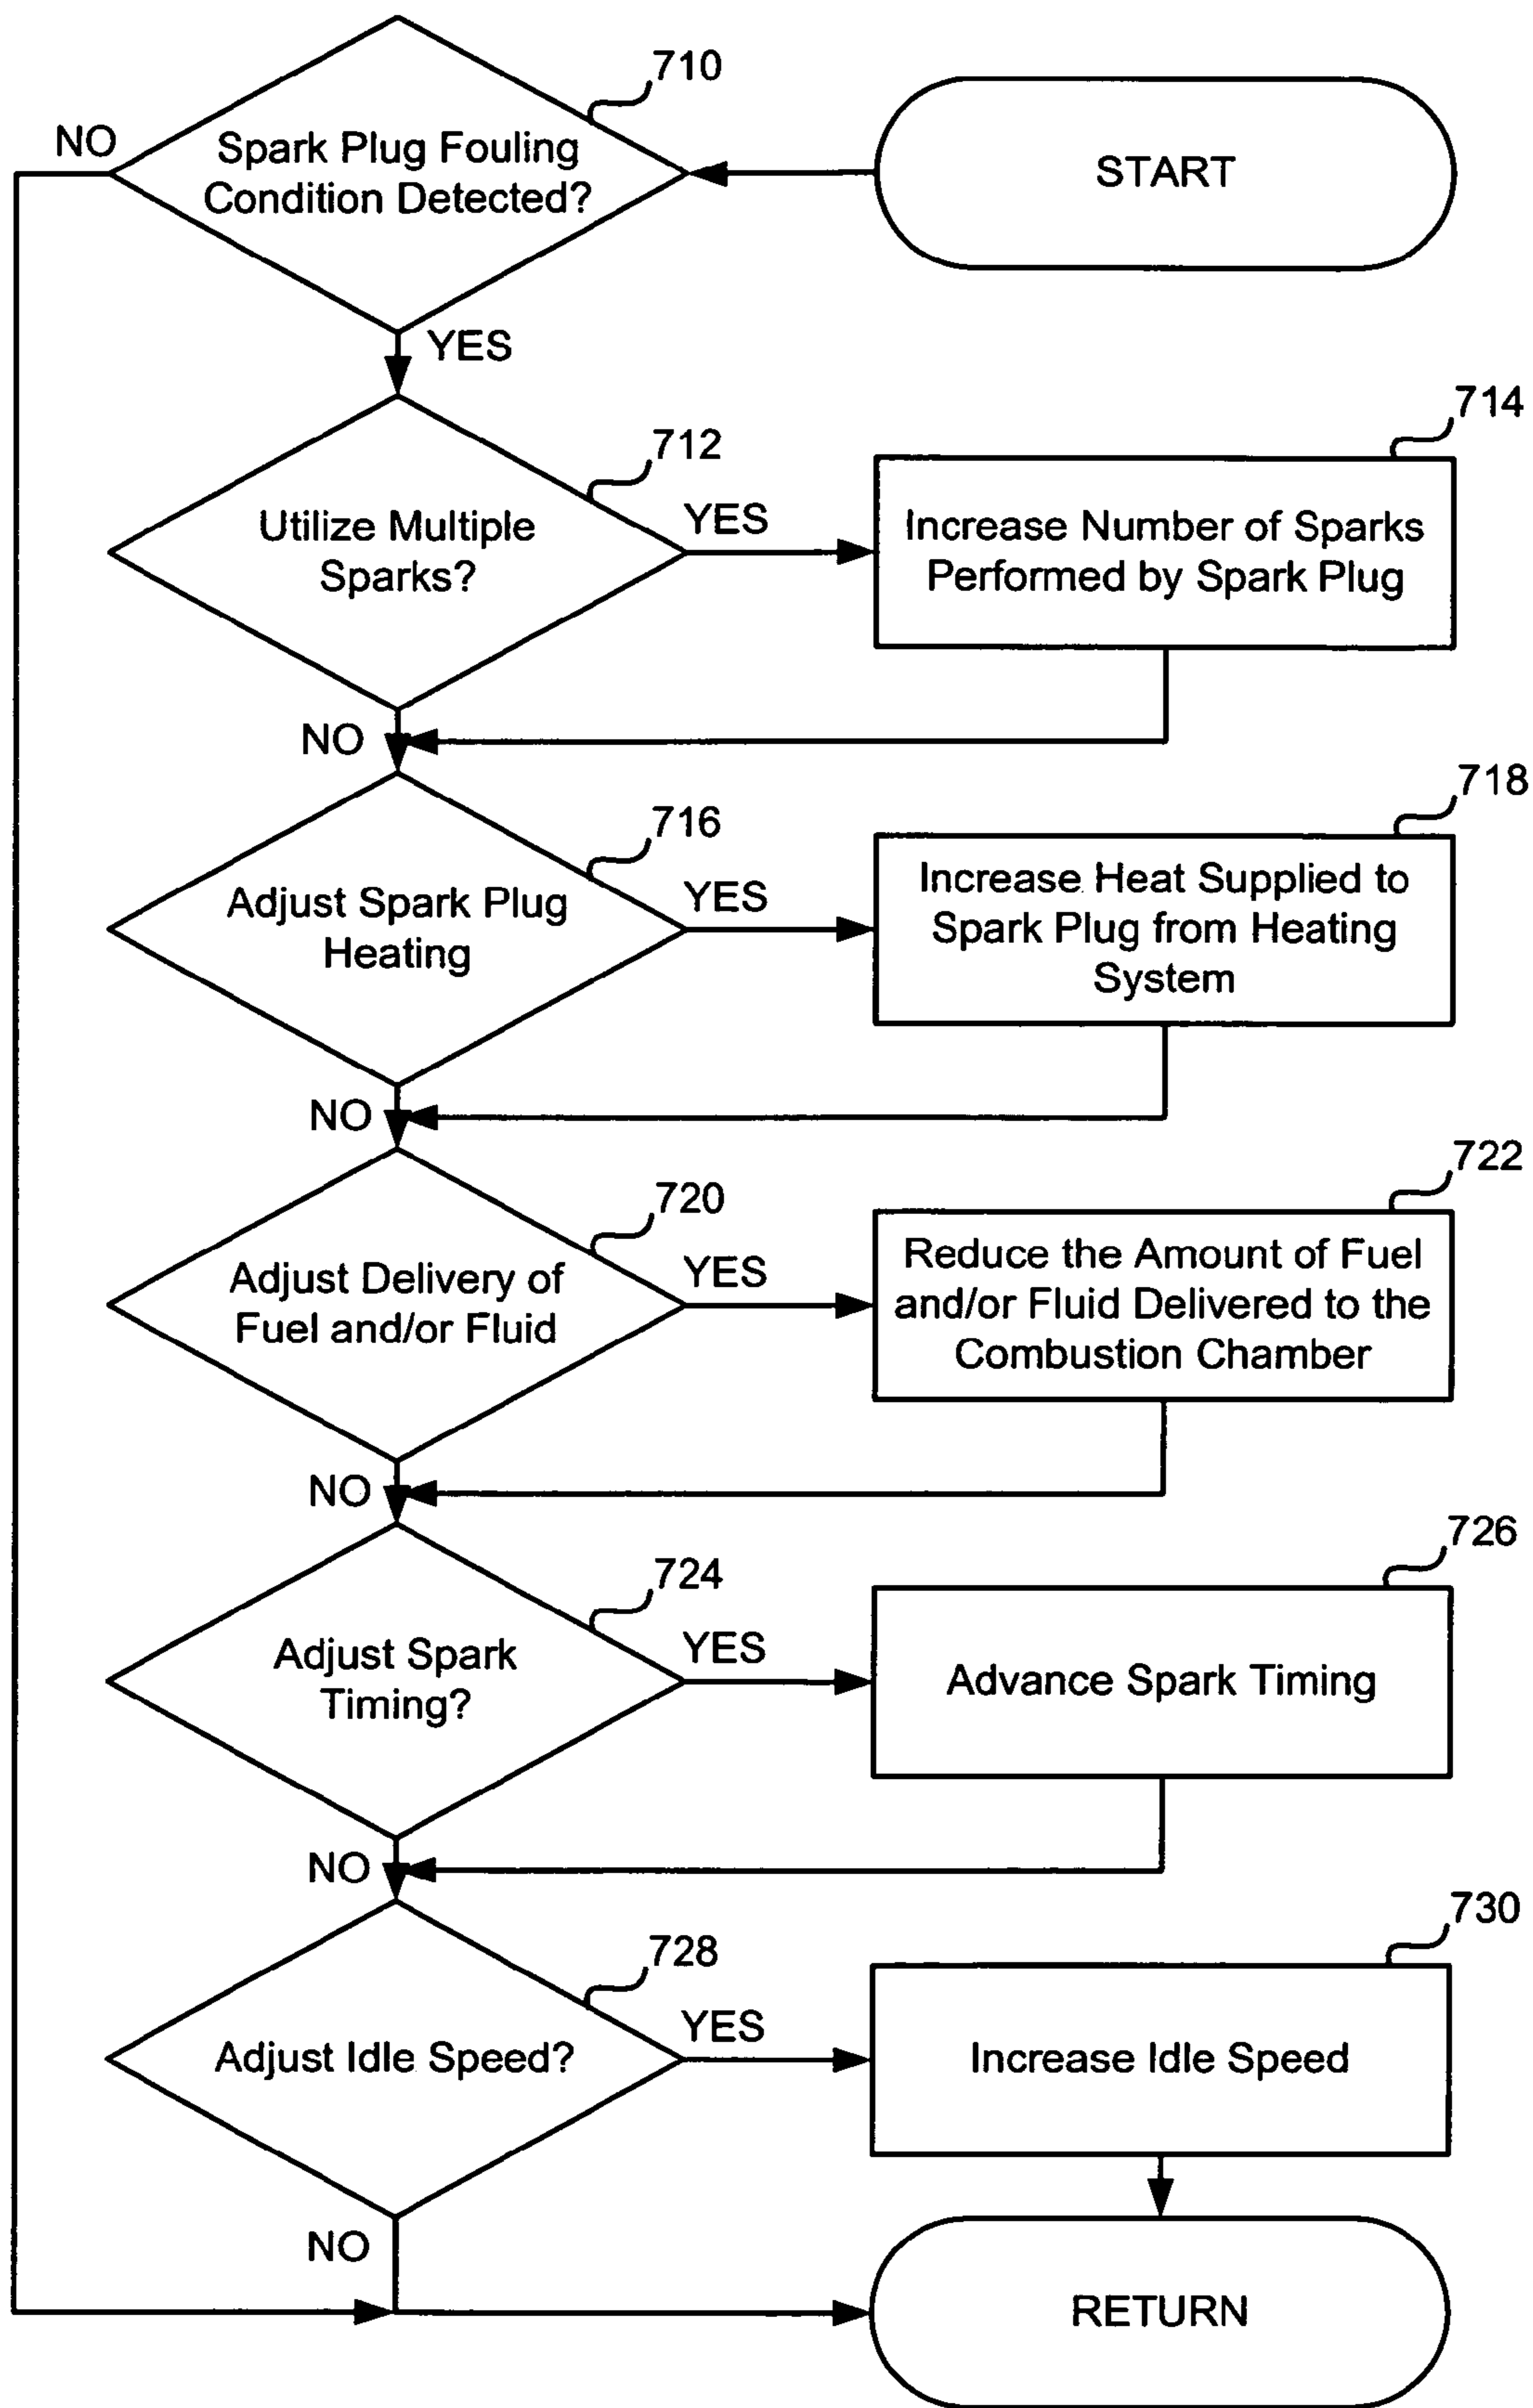 710
NO
Spark Plug Fouling
Condition Detected?
START
YES
712
714
Utilize Multiple
Sparks?
YES
Increase Number of Sparks
Performed by Spark Plug
NO
716
718
Adjust Spark Plug
Heating
YES
Increase Heat Supplied to
Spark Plug from Heating
System
NO
720
722
Adjust Delivery of
Fuel and/or Fluid
YES
Reduce the Amount of Fuel
and/or Fluid Delivered to the
Combustion Chamber
NO
724
726
Adjust Spark
Timing?
YES
Advance Spark Timing
NO
728
730
Adjust Idle Speed?
YES
Increase Idle Speed
NO
RETURN